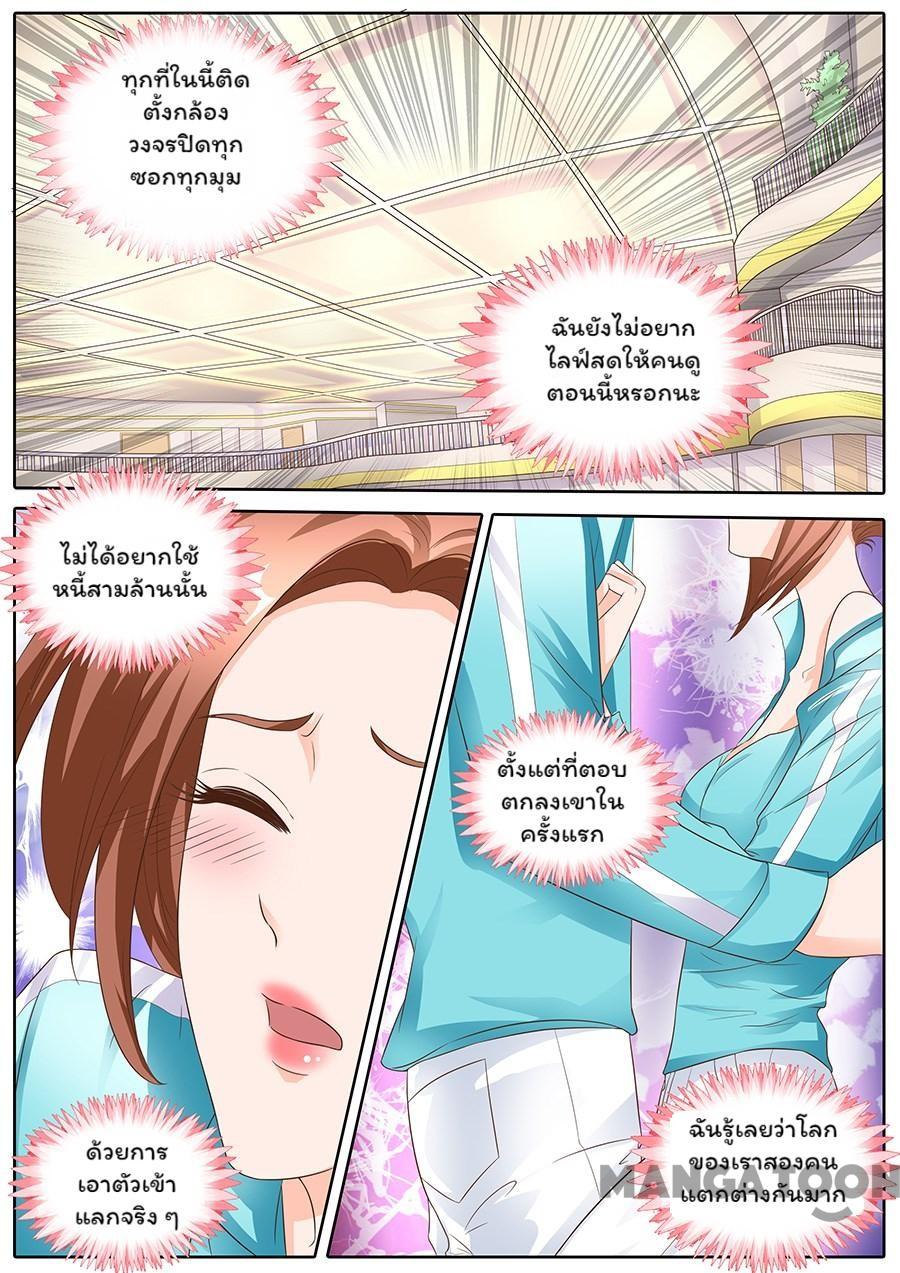 ทุกที่ในนี้ติด
ตั้งกล้อง
วงจรปิดทุก
ซอกทุกมุม
ฉันยังไม่อยาก
ไลฟ์สดให้คนดู
ตอนนี้หรอกนะ
ไม่ได้อยากใช้
หนี้สามล้านนั้น
ด้วยการ
เอาตัวเข้า
แลกจริง ๆ
ตั้งแต่ที่ตอบ
ตกลงเขาใน
ครั้งแรก
ฉันรู้เลยว่าโลก
ของเราสองคน
แตกต่างกันมาก
MANGATOON